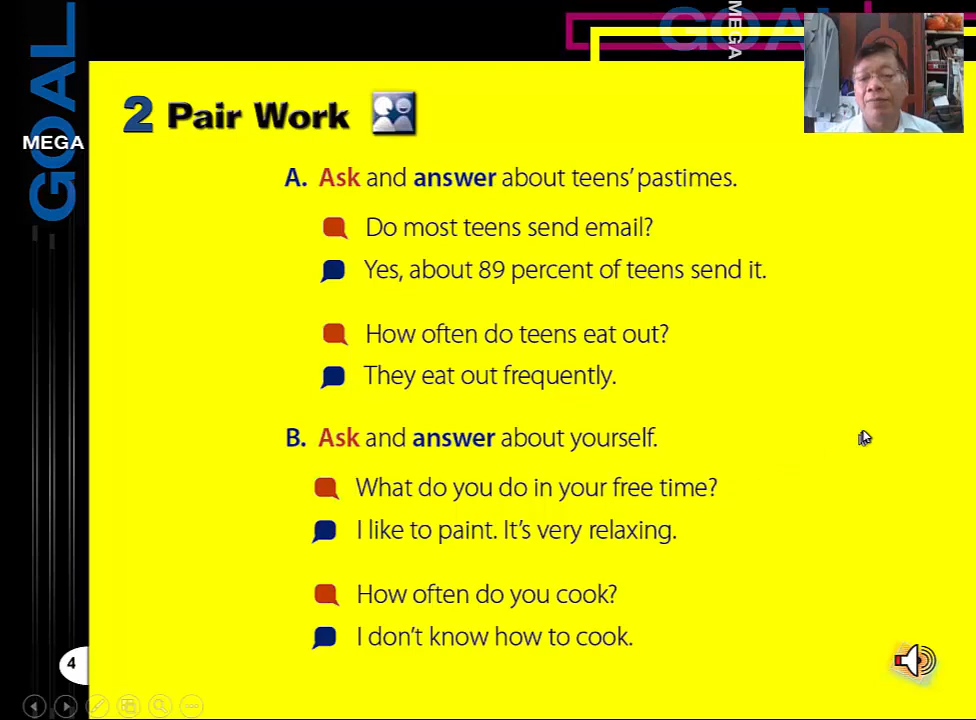 GOAL
MEGA
GOAL
MEGA
2 Pair Work
A. Ask and answer about teens' pastimes.
Do most teens send email?
Yes, about 89 percent of teens send it.
How often do teens eat out?
They eat out frequently.
B. Ask and answer about yourself.
What do you do in your free time?
I like to paint. It's very relaxing.
How often do you cook?
I don't know how to cook.
4